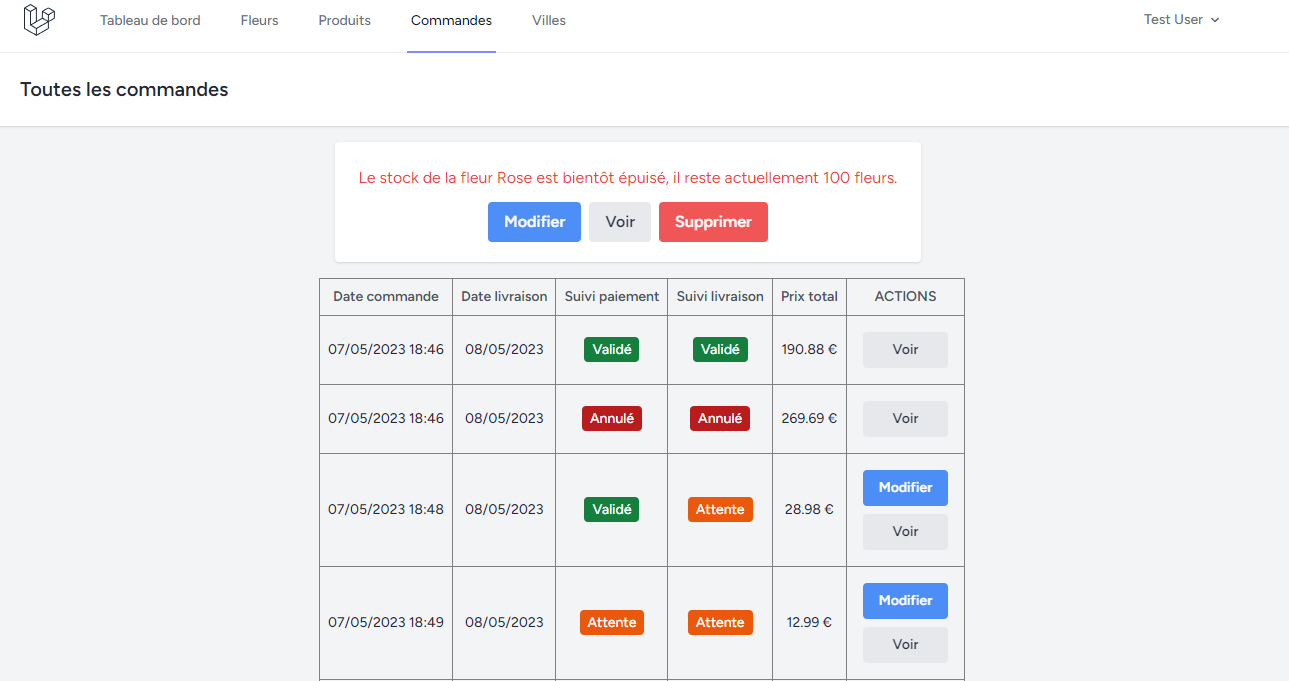 Tableau de bord Fleurs Produits Commandes Villes Test User
Toutes les commandes
Le stock de la fleur Rose est bientôt épuisé, il reste actuellement 100 fleurs.
Modifier Voir Supprimer
Date commande Date livraison Suivi paiement Suivi livraison Prix total ACTIONS
07/05/2023 18:46 08/05/2023 Validé Validé 190.88 € Voir
07/05/2023 18:46 08/05/2023 Annulé Annulé 269.69 € Voir
Modifier
07/05/2023 18:48 08/05/2023 Validé Attente 28.98 €
Voir
Modifier
07/05/2023 18:49 08/05/2023 Attente Attente 12.99 €
Voir